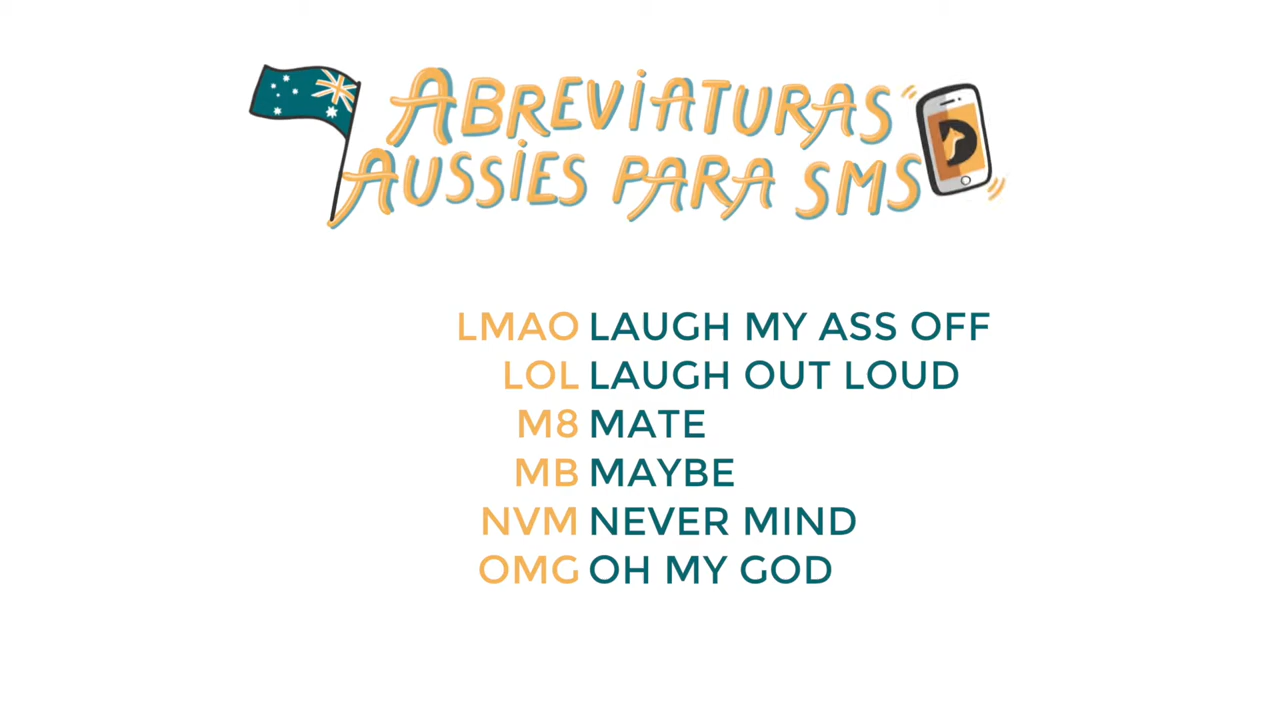 ABREVIATURAS
AUSSIES PARA SMS
LMAO LAUGH MY ASS OFF
LOL LAUGH OUT LOUD
M8 MATE
MB MAYBE
NVM NEVER MIND
OMG OH MY GOD